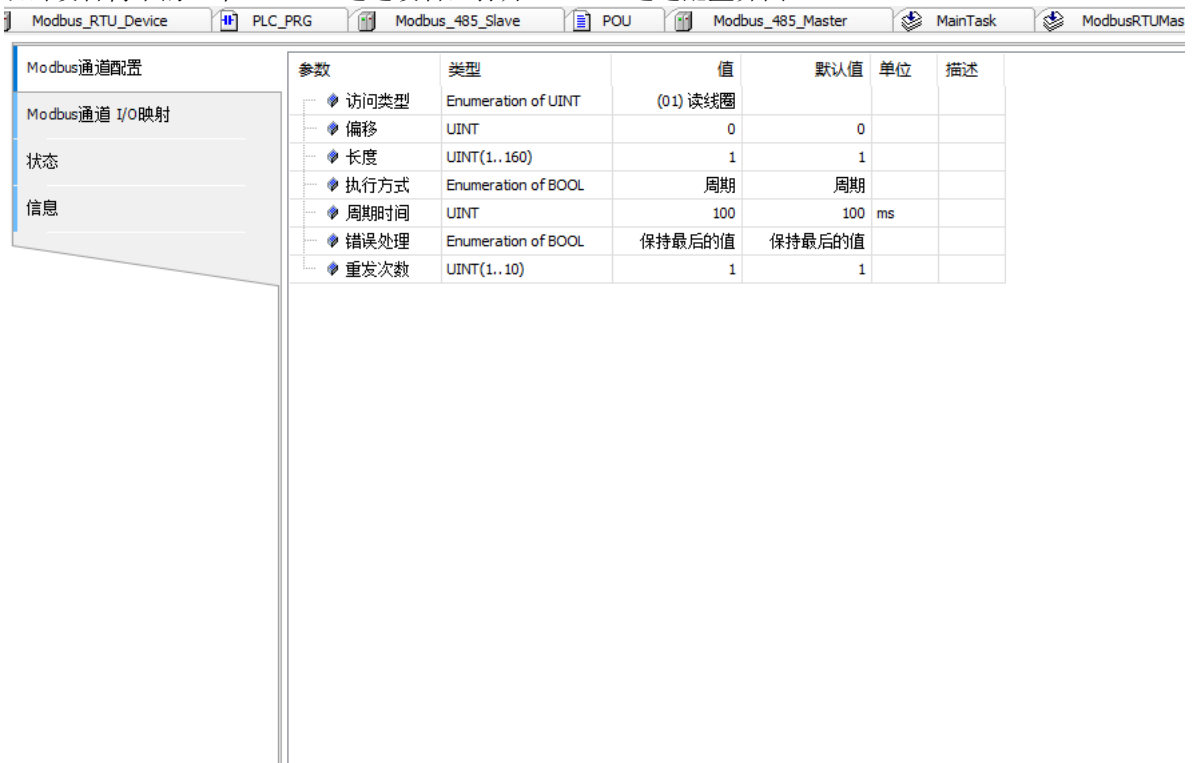 Modbus_RTU_Device PLC_PRG Modbus_485_Slave POU Modbus_485_Master MainTask ModbusRTUMas
Modbus通道配置
Modbus通道 I/O映射
状态
信息
参数 类型 值 默认值 单位 描述
访问类型 Enumeration of UINT (01) 读线圈
偏移 UINT 0 0
长度 UINT(1..160) 1 1
执行方式 Enumeration of BOOL 周期 周期
周期时间 UINT 100 100 ms
错误处理 Enumeration of BOOL 保持最后的值 保持最后的值
重发次数 UINT(1..10) 1 1